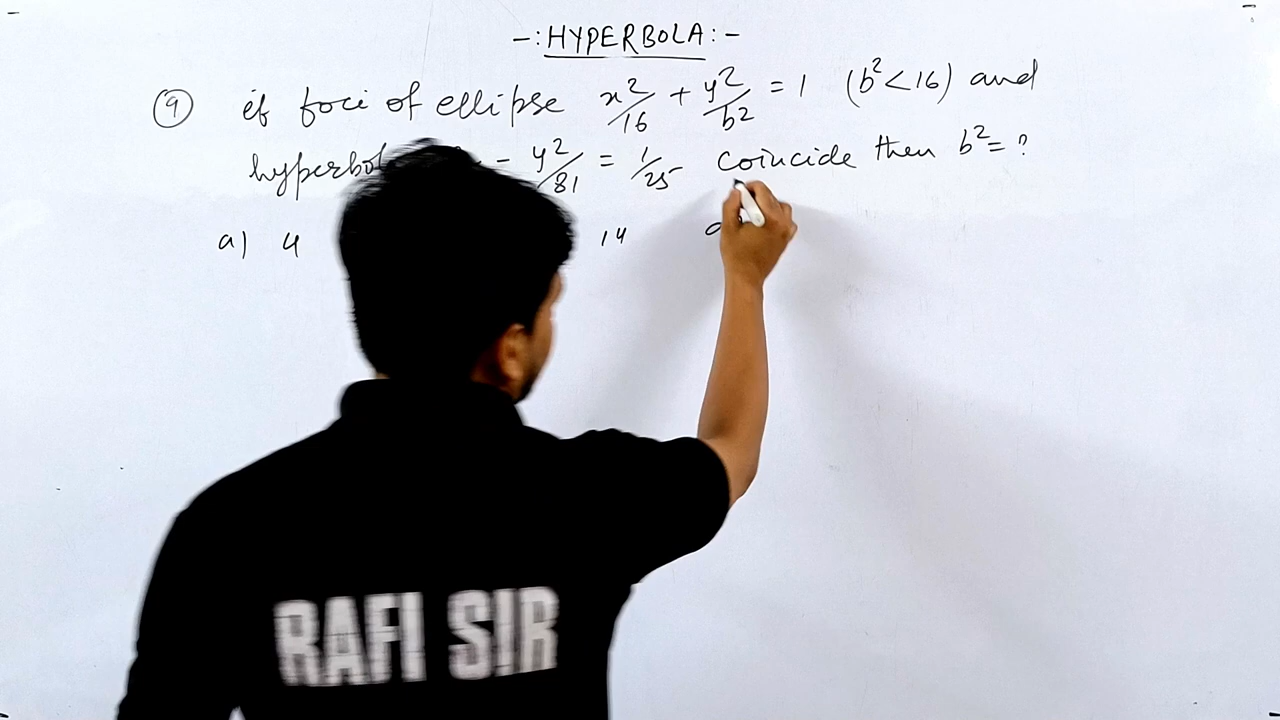 -: HYPERBOLA :-
9 if foci of ellipse x²/16 + y²/b² = 1 (b² < 16) and
- y²/81 = 1/25 coincide then b² = ?
a) 4 14
RAFI SIR